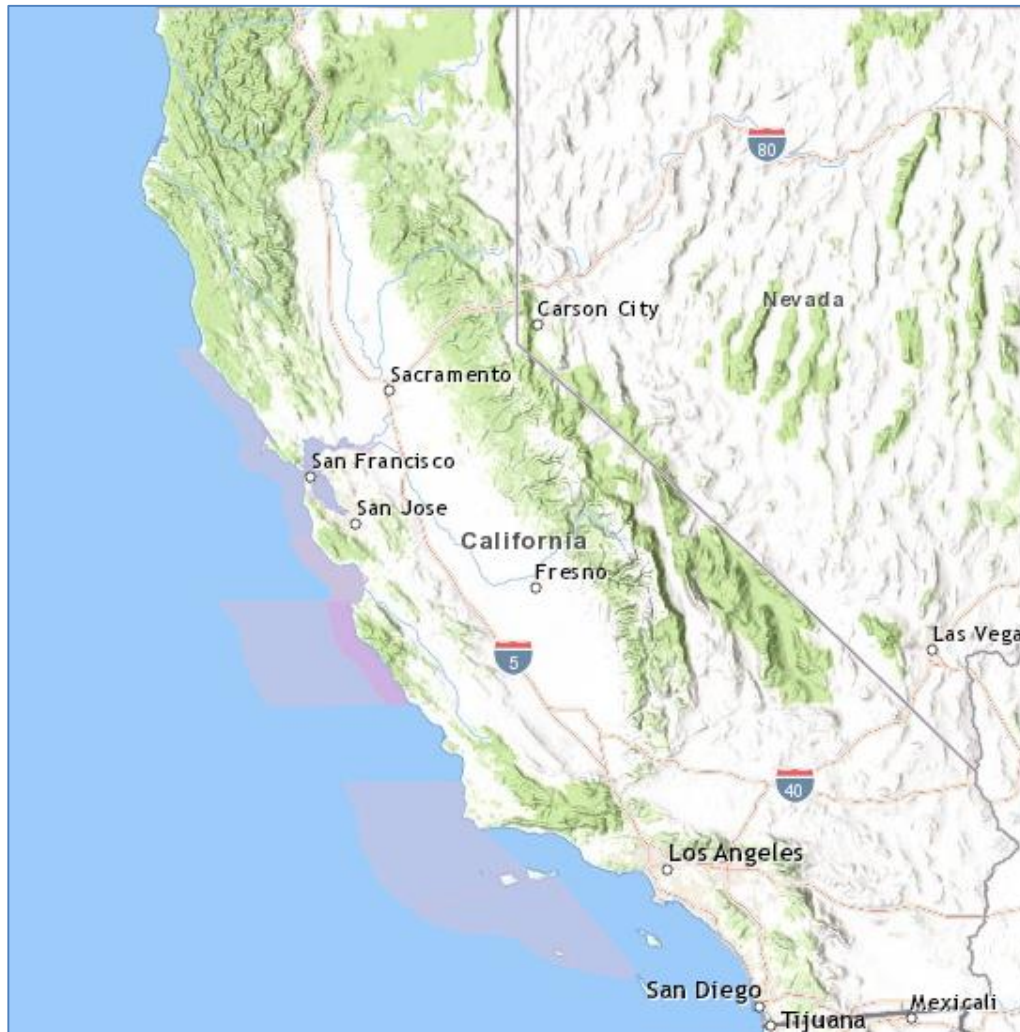 80
Nevada
Carson City
Sacramento
San Francisco
San Jose
California
Fresno
Las Vega
5
40
Los Angeles
San Diego
Mexicali
Tijuana